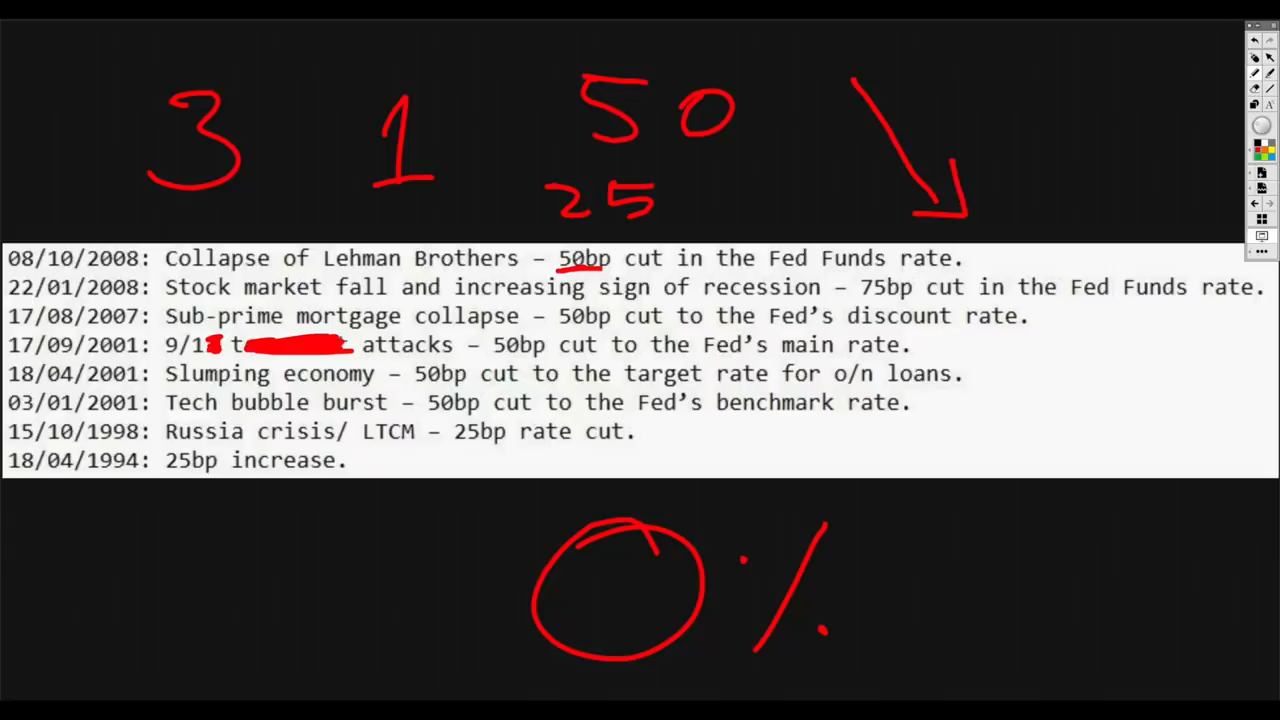 3 1 50
25
08/10/2008: Collapse of Lehman Brothers – 50bp cut in the Fed Funds rate.
22/01/2008: Stock market fall and increasing sign of recession – 75bp cut in the Fed Funds rate.
17/08/2007: Sub-prime mortgage collapse – 50bp cut to the Fed's discount rate.
17/09/2001: 9/1 t attacks – 50bp cut to the Fed's main rate.
18/04/2001: Slumping economy – 50bp cut to the target rate for o/n loans.
03/01/2001: Tech bubble burst – 50bp cut to the Fed's benchmark rate.
15/10/1998: Russia crisis/ LTCM – 25bp rate cut.
18/04/1994: 25bp increase.
0%